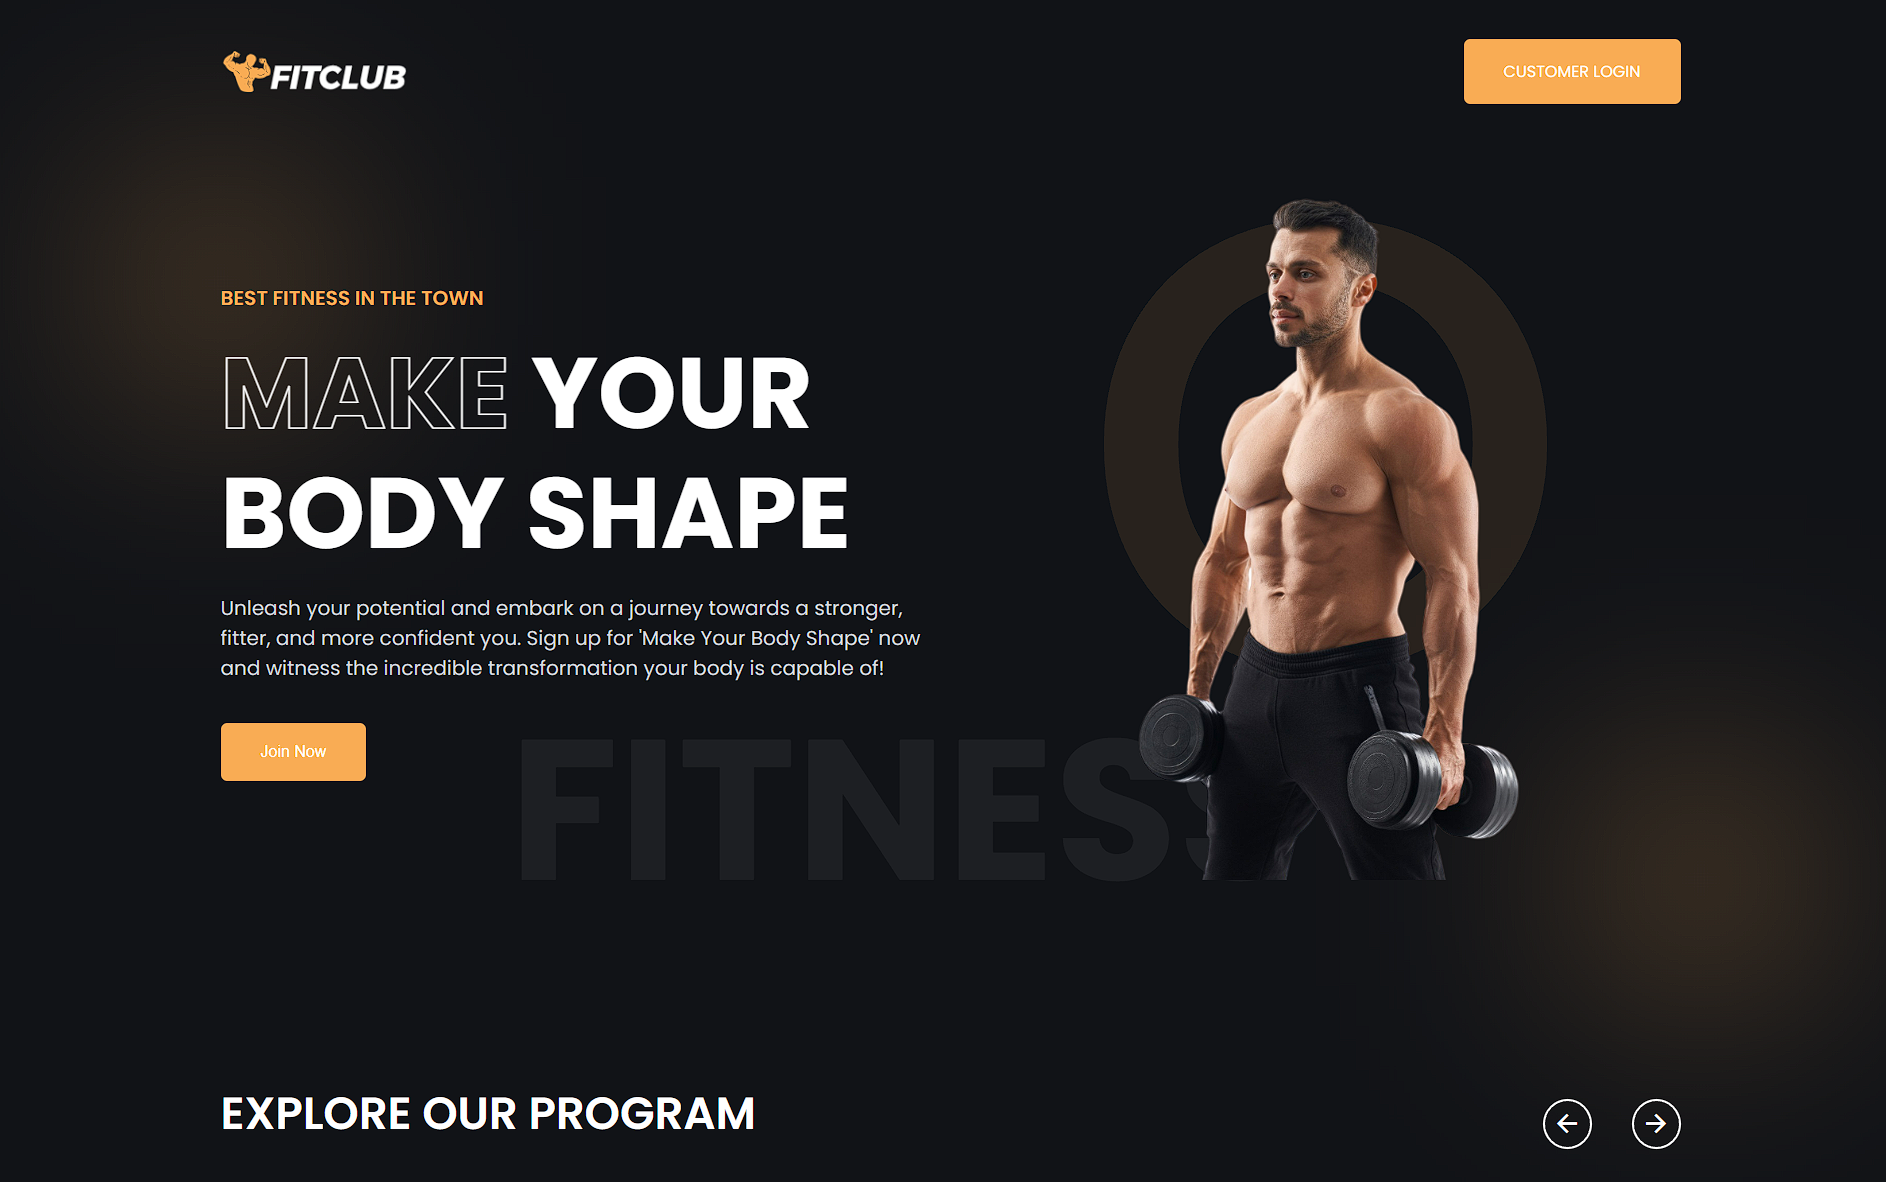 FITCLUB
CUSTOMER LOGIN
BEST FITNESS IN THE TOWN
MAKE YOUR
BODY SHAPE
Unleash your potential and embark on a journey towards a stronger,
fitter, and more confident you. Sign up for 'Make Your Body Shape' now
and witness the incredible transformation your body is capable of!
Join Now
FITNESS
EXPLORE OUR PROGRAM